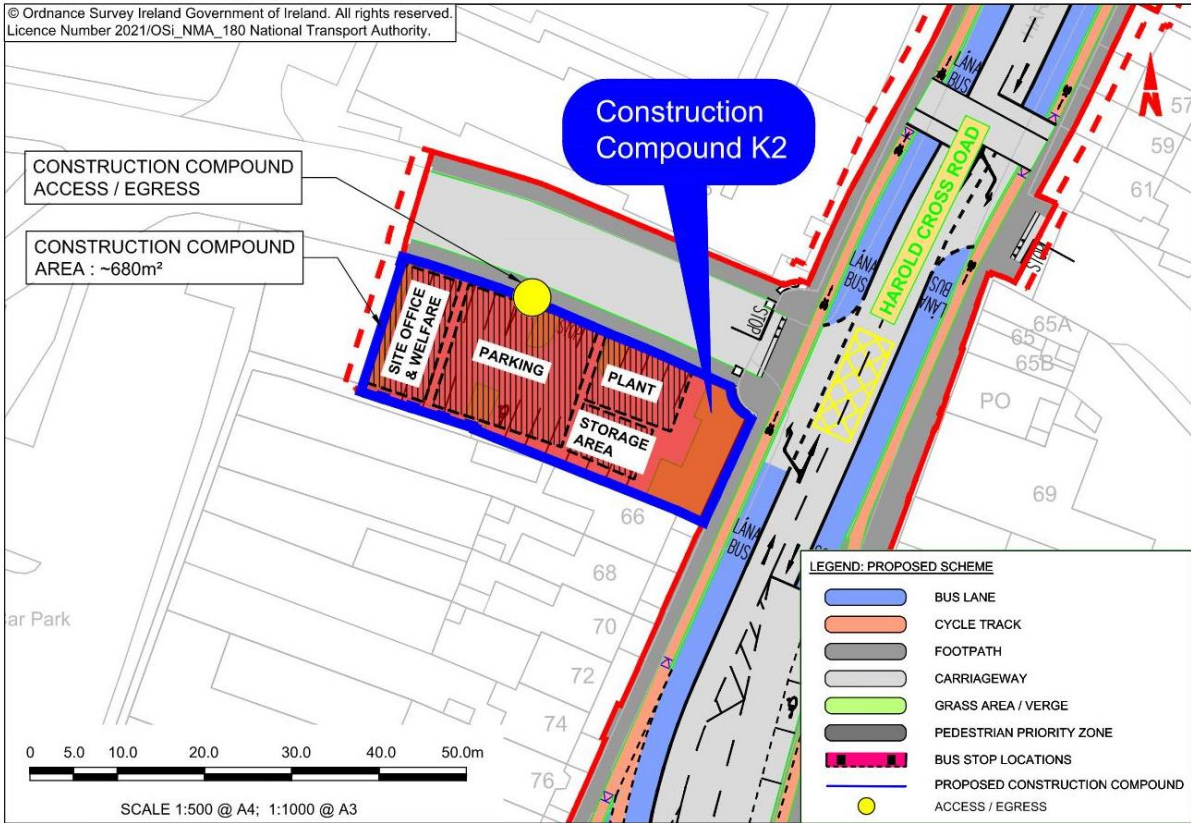 © Ordnance Survey Ireland Government of Ireland. All rights reserved.
Licence Number 2021/OSi_NMA_180 National Transport Authority.
Construction
Compound K2
CONSTRUCTION COMPOUND
ACCESS / EGRESS
CONSTRUCTION COMPOUND
AREA : ~680m²
SITE OFFICE
& WELFARE
PARKING
PLANT
STORAGE
AREA
HAROLD CROSS ROAD
LÁNA
BUS
LÁNA
BUS
LÁNA
BUS
LÁNA
BUS
STOP
STOP
N
57
59
61
65A
65
65B
PO
69
66
68
70
72
74
76
ar Park
LEGEND: PROPOSED SCHEME
BUS LANE
CYCLE TRACK
FOOTPATH
CARRIAGEWAY
GRASS AREA / VERGE
PEDESTRIAN PRIORITY ZONE
BUS STOP LOCATIONS
PROPOSED CONSTRUCTION COMPOUND
ACCESS / EGRESS
0 5.0 10.0 20.0 30.0 40.0 50.0m
SCALE 1:500 @ A4; 1:1000 @ A3